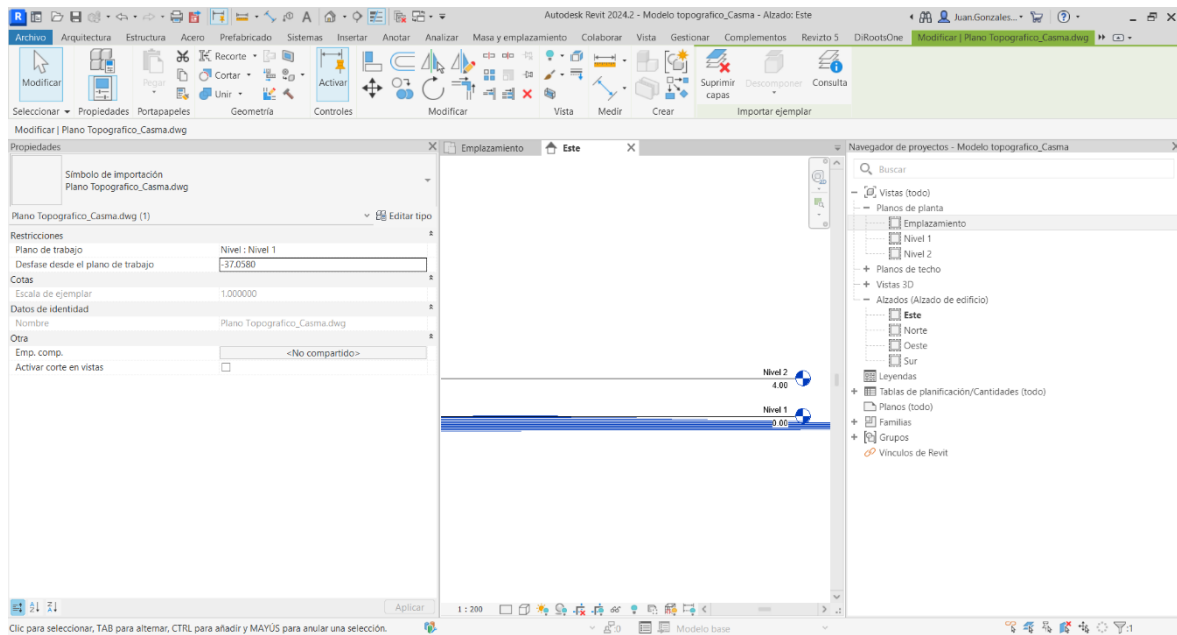 Autodesk Revit 2024.2 - Modelo topografico_Casma - Alzado: Este
Juan.Gonzales...
Archivo Arquitectura Estructura Acero Prefabricado Sistemas Insertar Anotar Analizar Masa y emplazamiento Colaborar Vista Gestionar Complementos Revizto 5 DiRootsOne Modificar | Plano Topografico_Casma.dwg
Modificar
Pegar
Recorte
Cortar
Unir
Activar
Suprimir capas
Descomponer
Consulta
Seleccionar Propiedades Portapapeles Geometría Controles Modificar Vista Medir Crear Importar ejemplar
Modificar | Plano Topografico_Casma.dwg
Propiedades
Símbolo de importación
Plano Topografico_Casma.dwg
Plano Topografico_Casma.dwg (1) Editar tipo
Restricciones
Plano de trabajo Nivel : Nivel 1
Desfase desde el plano de trabajo -37.0580
Cotas
Escala de ejemplar 1.000000
Datos de identidad
Nombre Plano Topografico_Casma.dwg
Otra
Emp. comp. <No compartido>
Activar corte en vistas
Aplicar
Emplazamiento Este
Nivel 2
4.00
Nivel 1
0.00
1 : 200
Navegador de proyectos - Modelo topografico_Casma
Buscar
Vistas (todo)
Planos de planta
Emplazamiento
Nivel 1
Nivel 2
Planos de techo
Vistas 3D
Alzados (Alzado de edificio)
Este
Norte
Oeste
Sur
Leyendas
Tablas de planificación/Cantidades (todo)
Planos (todo)
Familias
Grupos
Vínculos de Revit
Clic para seleccionar, TAB para alternar, CTRL para añadir y MAYÚS para anular una selección.
:0
Modelo base
:1